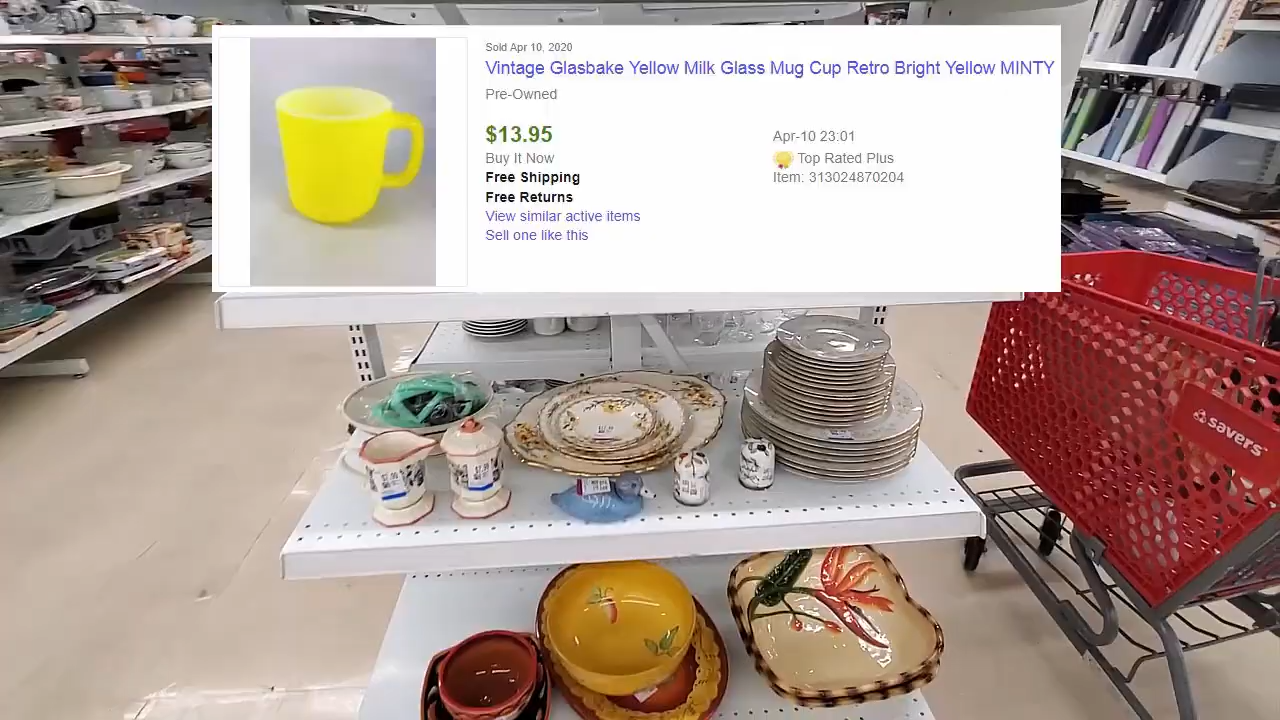 Sold Apr 10, 2020
Vintage Glasbake Yellow Milk Glass Mug Cup Retro Bright Yellow MINTY
Pre-Owned
$13.95
Apr-10 23:01
Buy It Now
Top Rated Plus
Free Shipping
Item: 313024870204
Free Returns
View similar active items
Sell one like this
savers